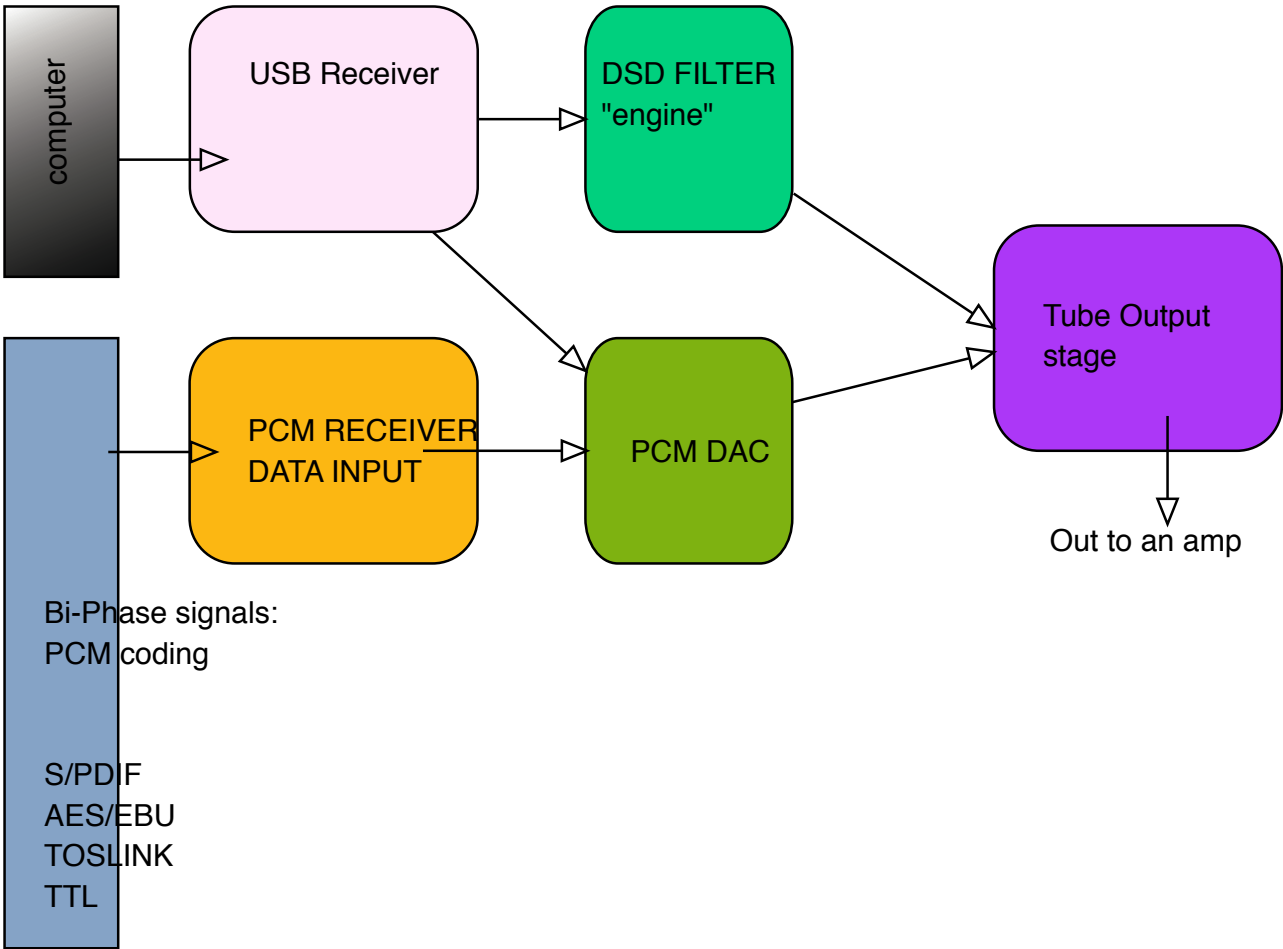 computer
USB Receiver
DSD FILTER
"engine"
Tube Output
stage
PCM RECEIVER
DATA INPUT
PCM DAC
Out to an amp
Bi-Phase signals:
PCM coding
S/PDIF
AES/EBU
TOSLINK
TTL